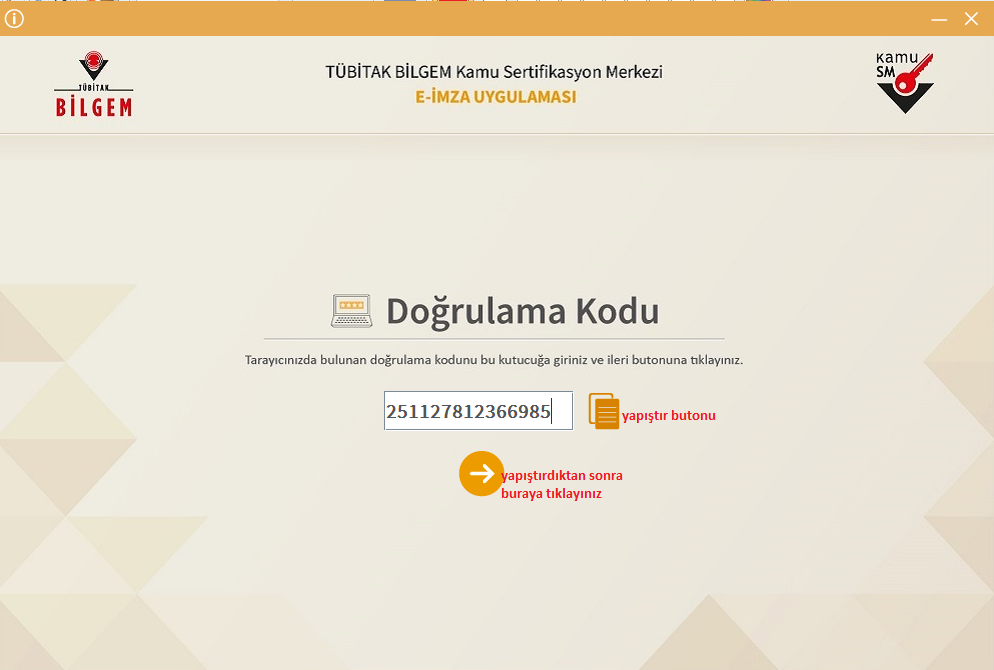 TÜBİTAK
BİLGEM
TÜBİTAK BİLGEM Kamu Sertifikasyon Merkezi
E-İMZA UYGULAMASI
Kamu
SM
Doğrulama Kodu
Tarayıcınızda bulunan doğrulama kodunu bu kutucuğa giriniz ve ileri butonuna tıklayınız.
251127812366985
yapıştır butonu
yapıştırdıktan sonra
buraya tıklayınız